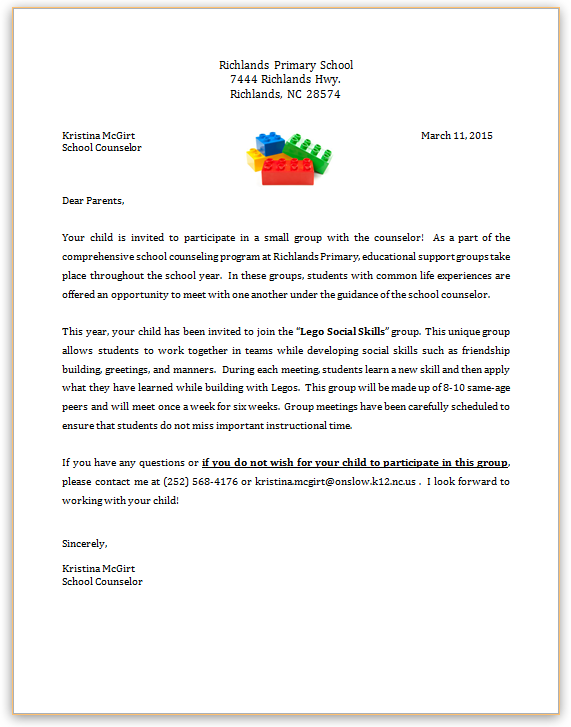 Richlands Primary School
7444 Richlands Hwy.
Richlands, NC 28574
Kristina McGirt
March 11, 2015
School Counselor
Dear Parents,
Your child is invited to participate in a small group with the counselor! As a part of the
comprehensive school counseling program at Richlands Primary, educational support groups take
place throughout the school year. In these groups, students with common life experiences are
offered an opportunity to meet with one another under the guidance of the school counselor.
This year, your child has been invited to join the “Lego Social Skills” group. This unique group
allows students to work together in teams while developing social skills such as friendship
building, greetings, and manners. During each meeting, students learn a new skill and then apply
what they have learned while building with Legos. This group will be made up of 8-10 same-age
peers and will meet once a week for six weeks. Group meetings have been carefully scheduled to
ensure that students do not miss important instructional time.
If you have any questions or if you do not wish for your child to participate in this group,
please contact me at (252) 568-4176 or kristina.mcgirt@onslow.k12.nc.us . I look forward to
working with your child!
Sincerely,
Kristina McGirt
School Counselor